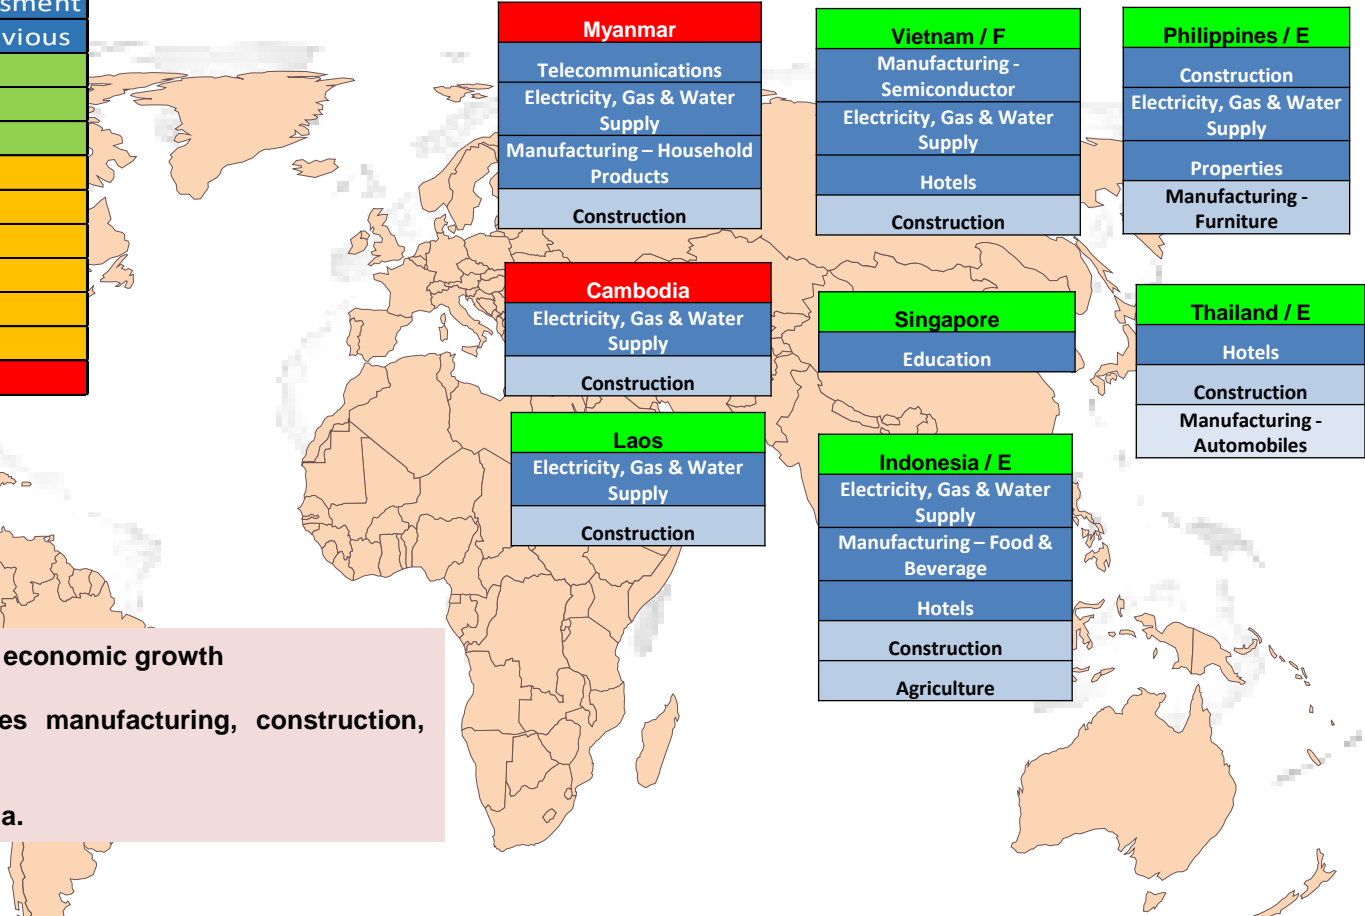 vious
Myanmar
Telecommunications
Electricity, Gas & Water
Supply
Manufacturing – Household
Products
Construction
Vietnam / F
Manufacturing -
Semiconductor
Electricity, Gas & Water
Supply
Hotels
Construction
Philippines / E
Construction
Electricity, Gas & Water
Supply
Properties
Manufacturing -
Furniture
Cambodia
Electricity, Gas & Water
Supply
Construction
Singapore
Education
Thailand / E
Hotels
Construction
Manufacturing -
Automobiles
Laos
Electricity, Gas & Water
Supply
Construction
Indonesia / E
Electricity, Gas & Water
Supply
Manufacturing – Food &
Beverage
Hotels
Construction
Agriculture
economic growth
es manufacturing, construction,
a.